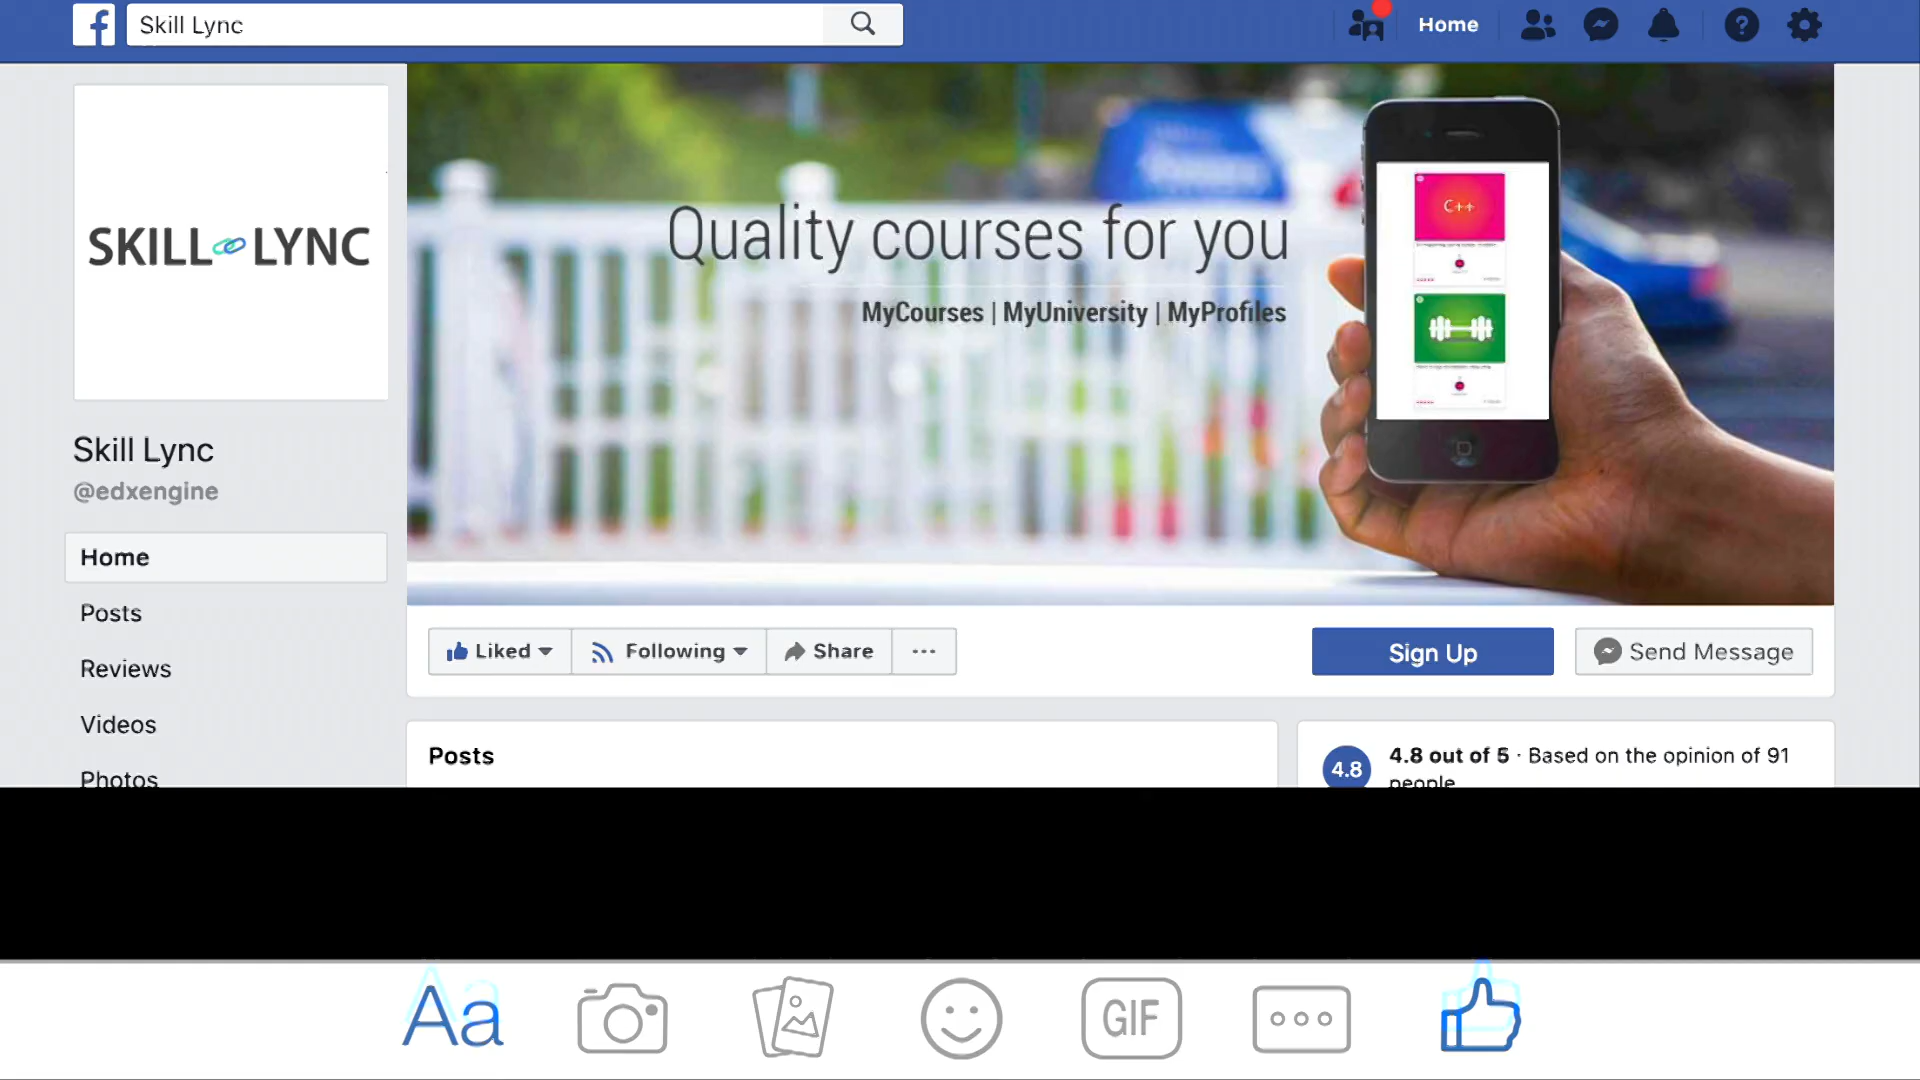 Skill Lync
Home
SKILL LYNC
Quality courses for you
MyCourses | MyUniversity | MyProfiles
C++
Skill Lync
@edxengine
Home
Posts
Reviews
Videos
Photos
Liked
Following
Share
Sign Up
Send Message
Posts
4.8
4.8 out of 5 · Based on the opinion of 91
people
Aa
GIF